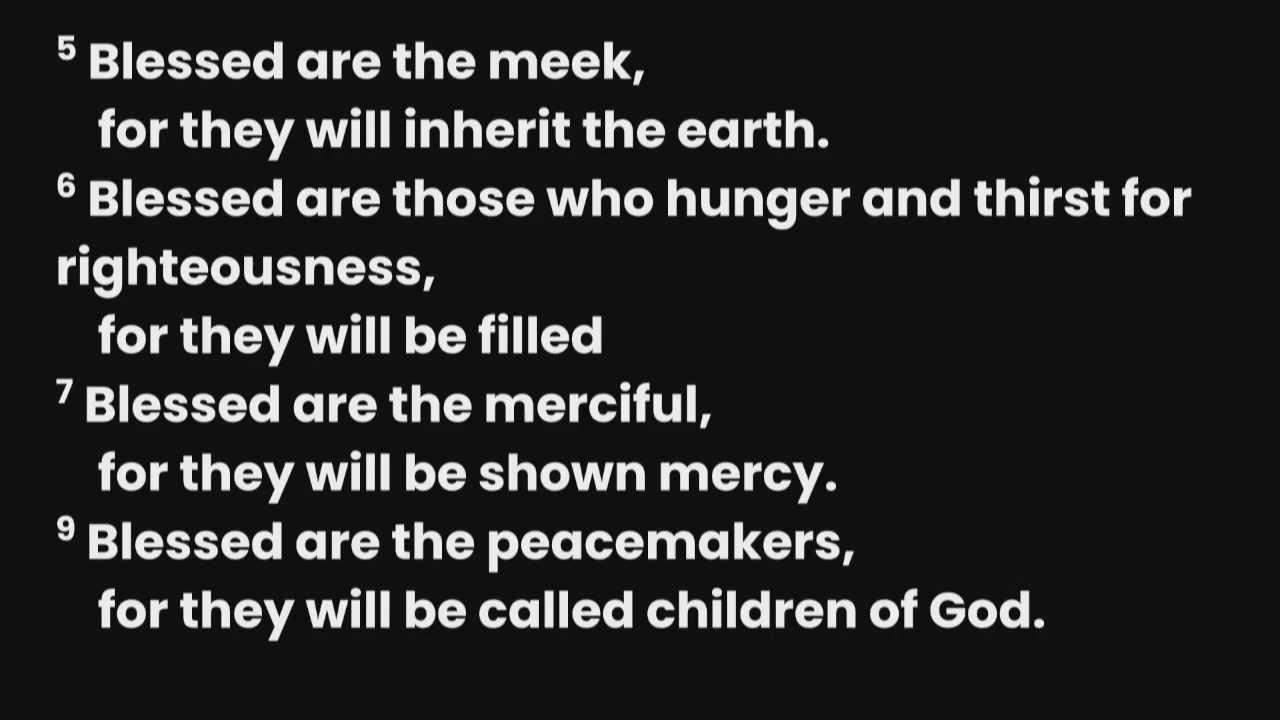 5 Blessed are the meek,
for they will inherit the earth.
6 Blessed are those who hunger and thirst for
righteousness,
for they will be filled
7 Blessed are the merciful,
for they will be shown mercy.
9 Blessed are the peacemakers,
for they will be called children of God.